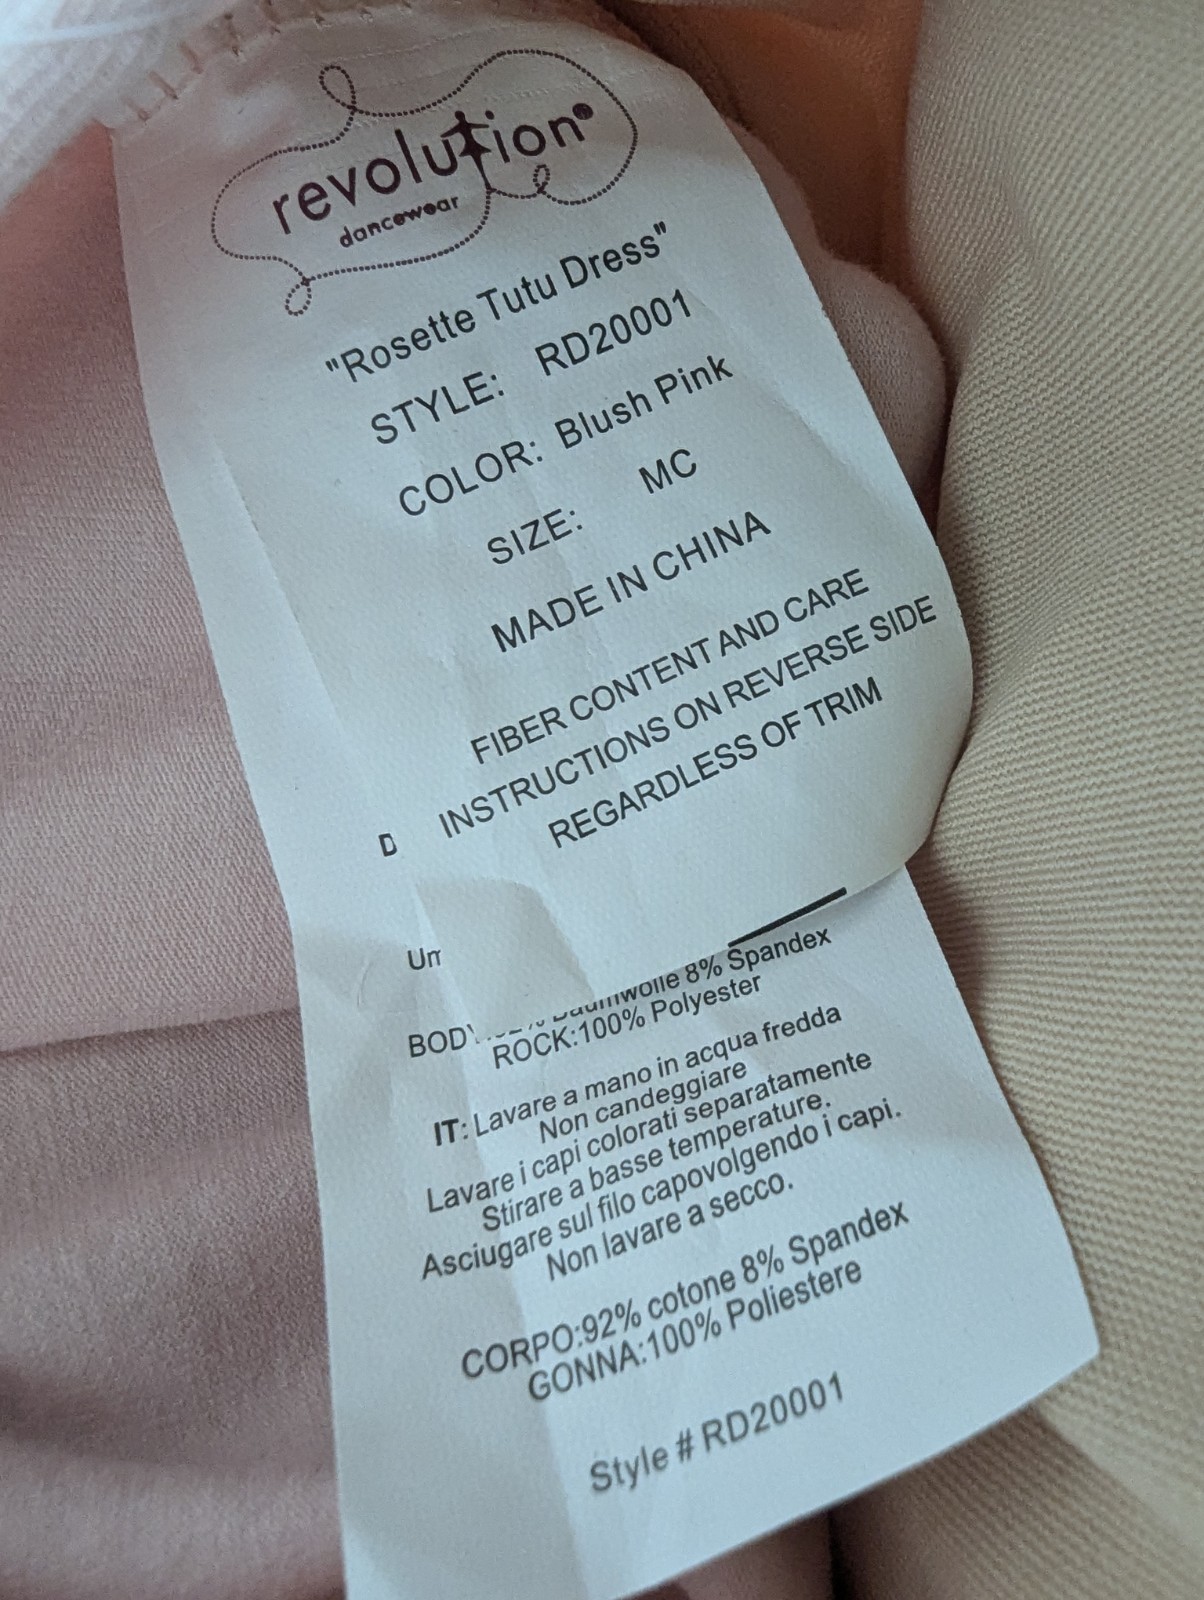 revolution®
dancewear
"Rosette Tutu Dress"
STYLE: RD20001
COLOR: Blush Pink
SIZE: MC
MADE IN CHINA
FIBER CONTENT AND CARE
INSTRUCTIONS ON REVERSE SIDE
REGARDLESS OF TRIM
D
BODY 8% Spandex
ROCK:100% Polyester
IT: Lavare a mano in acqua fredda
Non candeggiare
Lavare i capi colorati separatamente
Stirare a basse temperature.
Asciugare sul filo capovolgendo i capi.
Non lavare a secco.
CORPO:92% cotone 8% Spandex
GONNA:100% Poliestere
Style # RD20001